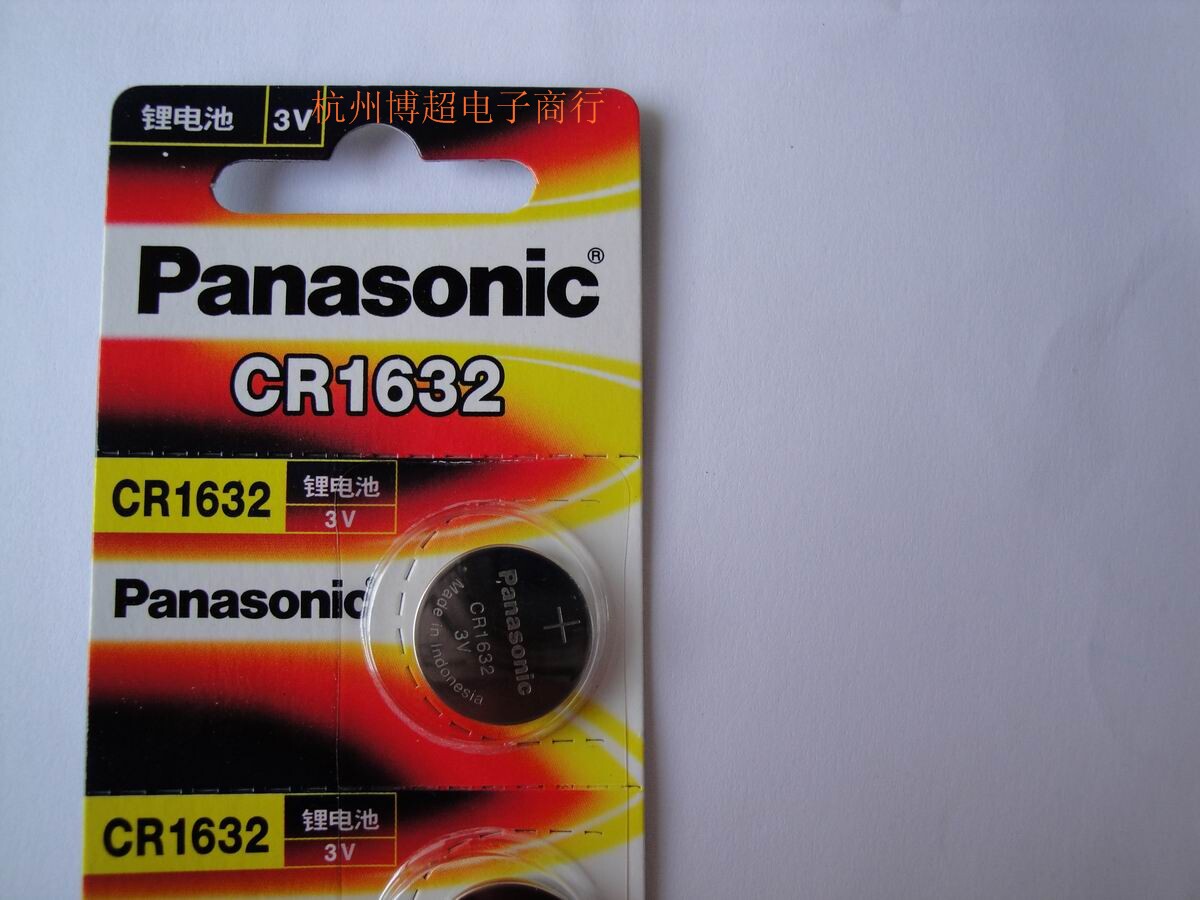 锂电池 3V
杭州博超电子商行
Panasonic®
CR1632
CR1632 锂电池
3V
Panasonic
+
Panasonic
CR1632
3V
Made in Indonesia
CR1632 锂电池
3V